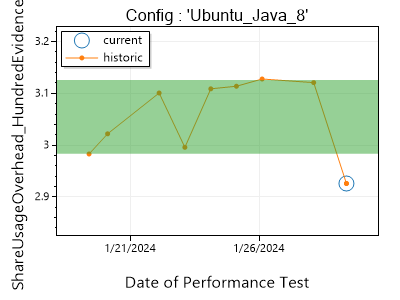 Config : 'Ubuntu_Java_8'
ShareUsageOverhead_HundredEvidence
current
historic
3.2
3.1
3
2.9
1/21/2024
1/26/2024
Date of Performance Test